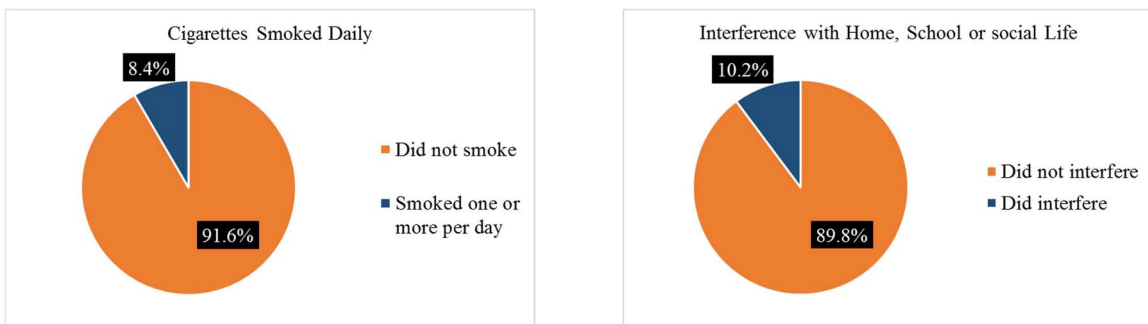 Cigarettes Smoked Daily
8.4%
91.6%
Did not smoke
Smoked one or
more per day
Interference with Home, School or social Life
10.2%
89.8%
Did not interfere
Did interfere